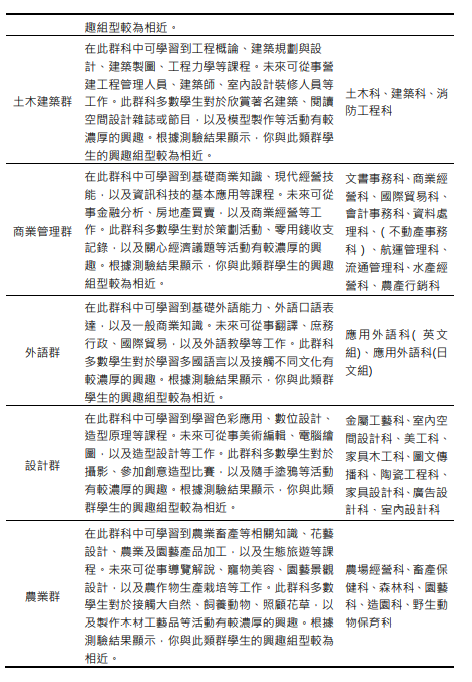 趣組型較為相近。
土木建築群
在此群科中可學習到工程概論、建築規劃與設
計、建築製圖、工程力學等課程。未來可從事營
建工程管理人員、建築師、室內設計裝修人員等
工作。此群科多數學生對於欣賞著名建築、閱讀
空間設計雜誌或節目，以及模型製作等活動有較
濃厚的興趣。根據測驗結果顯示，你與此類群學
生的興趣組型較為相近。
土木科、建築科、消
防工程科
商業管理群
在此群科中可學習到基礎商業知識、現代經營技
能，以及資訊科技的基本應用等課程。未來可從
事金融分析、房地產買賣，以及商業經營等工
作。此群科多數學生對於策劃活動、零用錢收支
記錄，以及關心經濟議題等活動有較濃厚的興
趣。根據測驗結果顯示，你與此類群學生的興趣
組型較為相近。
文書事務科、商業經
營科、國際貿易科、
會計事務科、資料處
理科、（不動產事務
科）、航運管理科、
流通管理科、水產經
營科、農產行銷科
外語群
在此群科中可學習到基礎外語能力、外語口語表
達，以及一般商業知識。未來可從事翻譯、庶務
行政、國際貿易，以及外語教學等工作。此群科
多數學生對於學習多國語言以及接觸不同文化有
較濃厚的興趣。根據測驗結果顯示，你與此類群
學生的興趣組型較為相近。
應用外語科( 英文
組)、應用外語科(日
文組)
設計群
在此群科中可學習到學習色彩應用、數位設計、
造型原理等課程。未來可從事美術編輯、電腦繪
圖，以及造型設計等工作。此群科多數學生對於
攝影、參加創意造型比賽，以及隨手塗鴉等活動
有較濃厚的興趣。根據測驗結果顯示，你與此類
群學生的興趣組型較為相近。
金屬工藝科、室內空
間設計科、美工科、
家具木工科、圖文傳
播科、陶瓷工程科、
家具設計科、廣告設
計科、室內設計科
農業群
在此群科中可學習到農業畜產等相關知識、花藝
設計、農業及園藝產品加工，以及生態旅遊等課
程。未來可從事導覽解說、寵物美容、園藝景觀
設計，以及農作物生產栽培等工作。此群科多數
學生對於接觸大自然、飼養動物、照顧花草，以
及製作木材工藝品等活動有較濃厚的興趣。根據
測驗結果顯示，你與此類群學生的興趣組型較為
相近。
農場經營科、畜產保
健科、森林科、園藝
科、造園科、野生動
物保育科